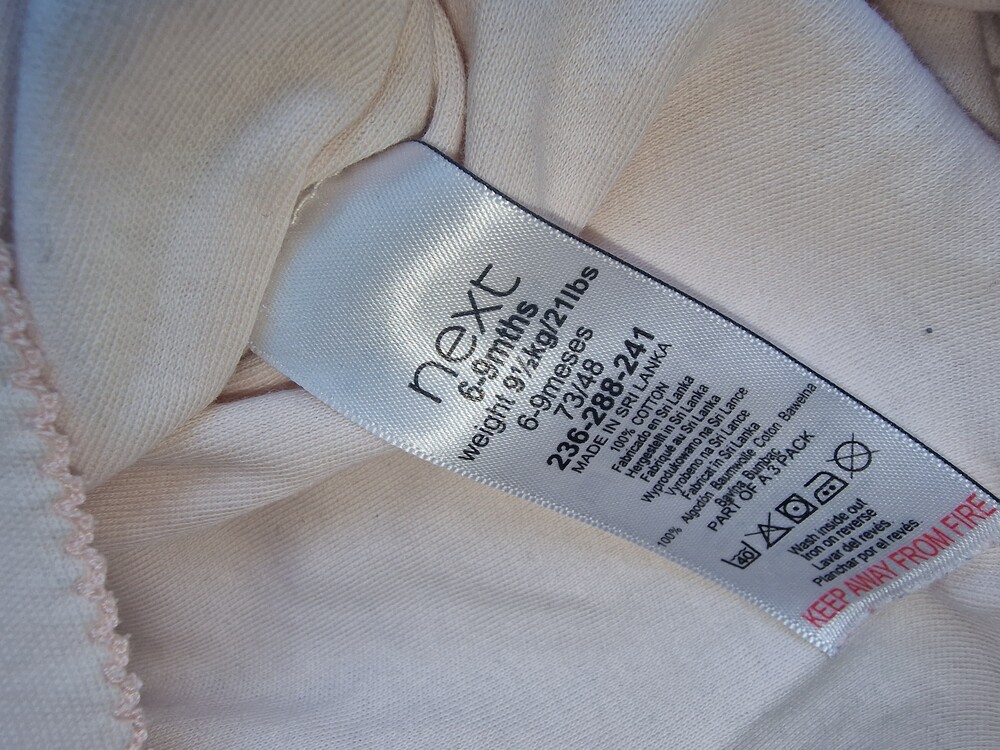 next
6-9mths
weight 9½kg/21lbs
6-9meses
73/48
236-288-241
MADE IN SRI LANKA
100% COTTON
Fabricado en Sri Lanka
Hergestellt in Sri Lanka
Fabriqué au Sri Lanka
Wyprodukowano na Sri Lance
Vyrobeno na Sri Lance
Fabricat in Sri Lanka
100% Algodón Baumwolle Coton Bawełna
Bavlna Bumbac
PART OF A 3 PACK
40
Wash inside out
Iron on reverse
Lavar del revés
Planchar por el revés
KEEP AWAY FROM FIRE